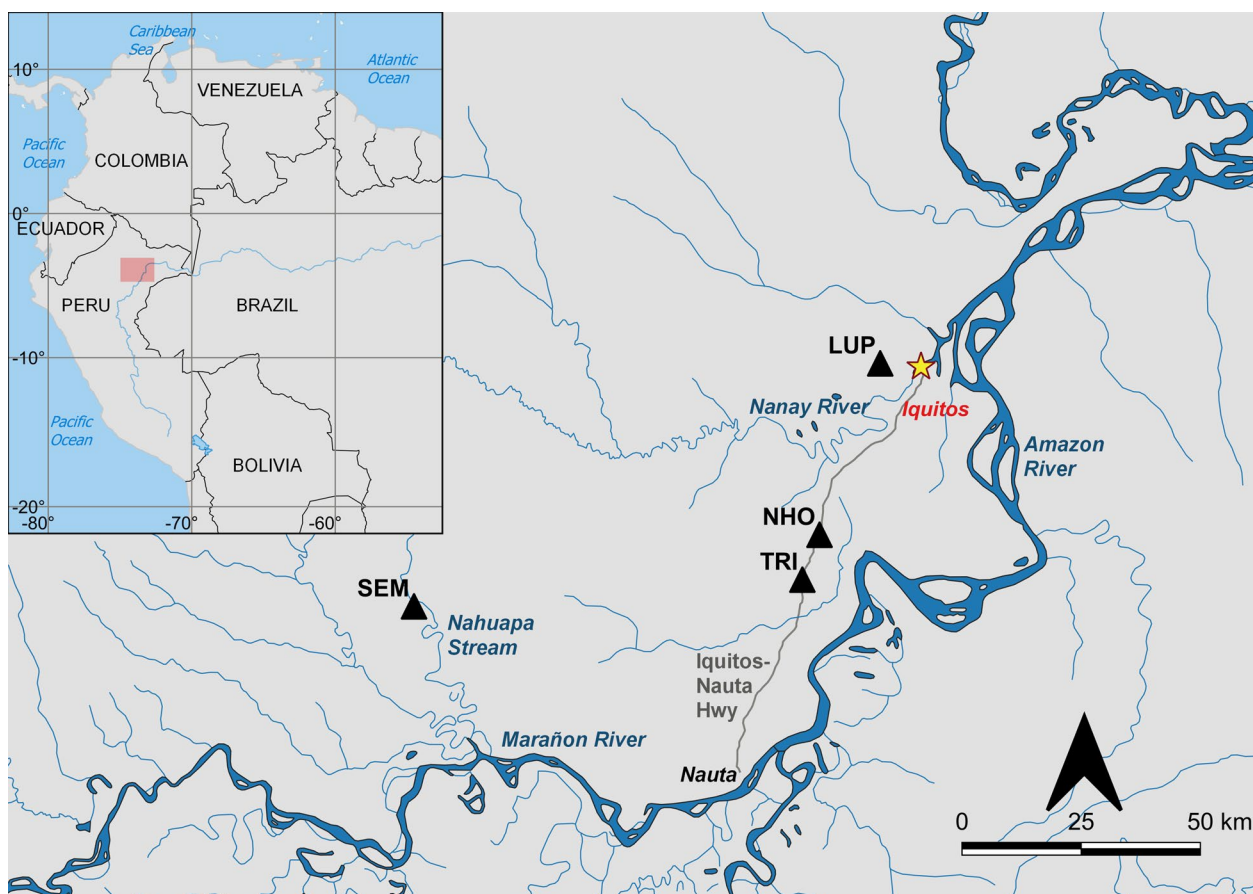 Caribbean
Sea
Atlantic
Ocean
10°
VENEZUELA
Pacific
Ocean
COLOMBIA
0°
ECUADOR
PERU
BRAZIL
-10°
Pacific
Ocean
BOLIVIA
-20°
-80°
-70°
-60°
LUP
Nanay River
Iquitos
Amazon
River
NHO
TRI
SEM
Nahuapa
Stream
Iquitos-
Nauta
Hwy
Marañon River
Nauta
0
25
50 km